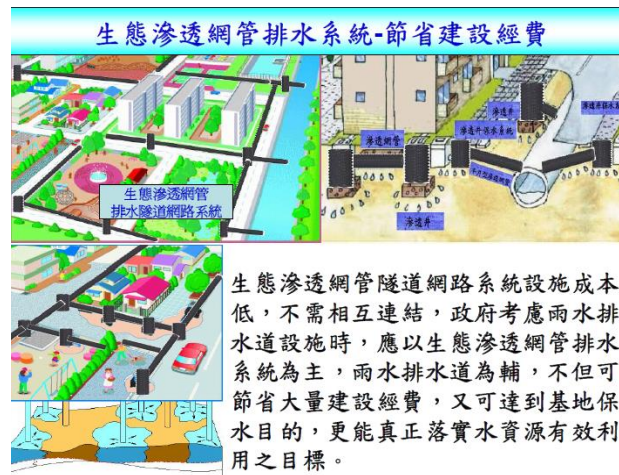 生態滲透網管排水系統-節省建設經費
生態滲透網管
排水隧道網路系統
滲透井
滲透網管
滲透井
生態滲透網管隧道網路系統設施成本
低，不需相互連結，政府考慮雨水排
水道設施時，應以生態滲透網管排水
系統為主，雨水排水道為輔，不但可
節省大量建設經費，又可達到基地保
水目的，更能真正落實水資源有效利
用之目標。